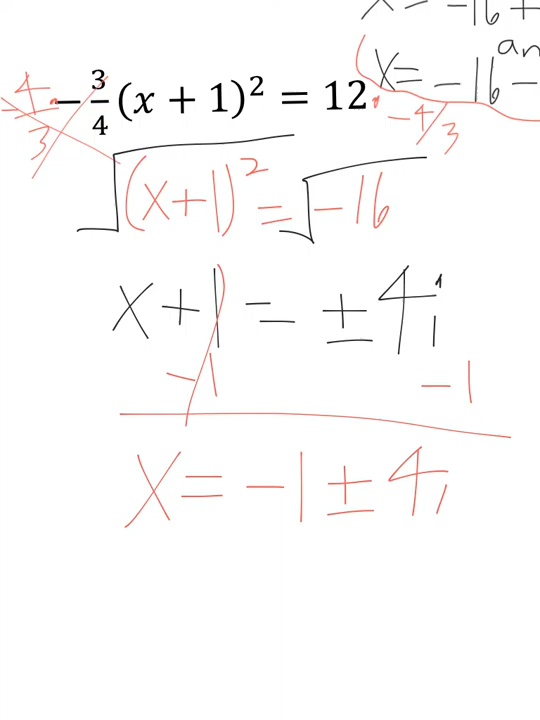 x = -16 +
an
x = -16 -
4/3 · -3/4 (x + 1)² = 12 · -4/3
√(x+1)² = √-16
x + 1 = ± 4i
-1 -1
x = -1 ± 4i